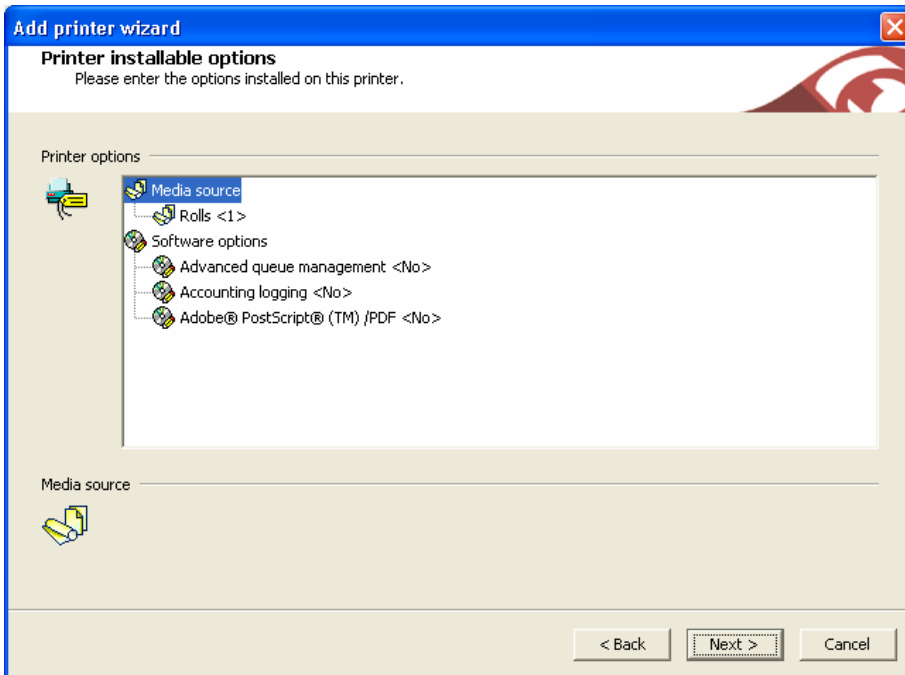 Add printer wizard
Printer installable options
Please enter the options installed on this printer.
Printer options
Media source
Rolls <1>
Software options
Advanced queue management <No>
Accounting logging <No>
Adobe® PostScript® (TM) /PDF <No>
Media source
< Back Next > Cancel